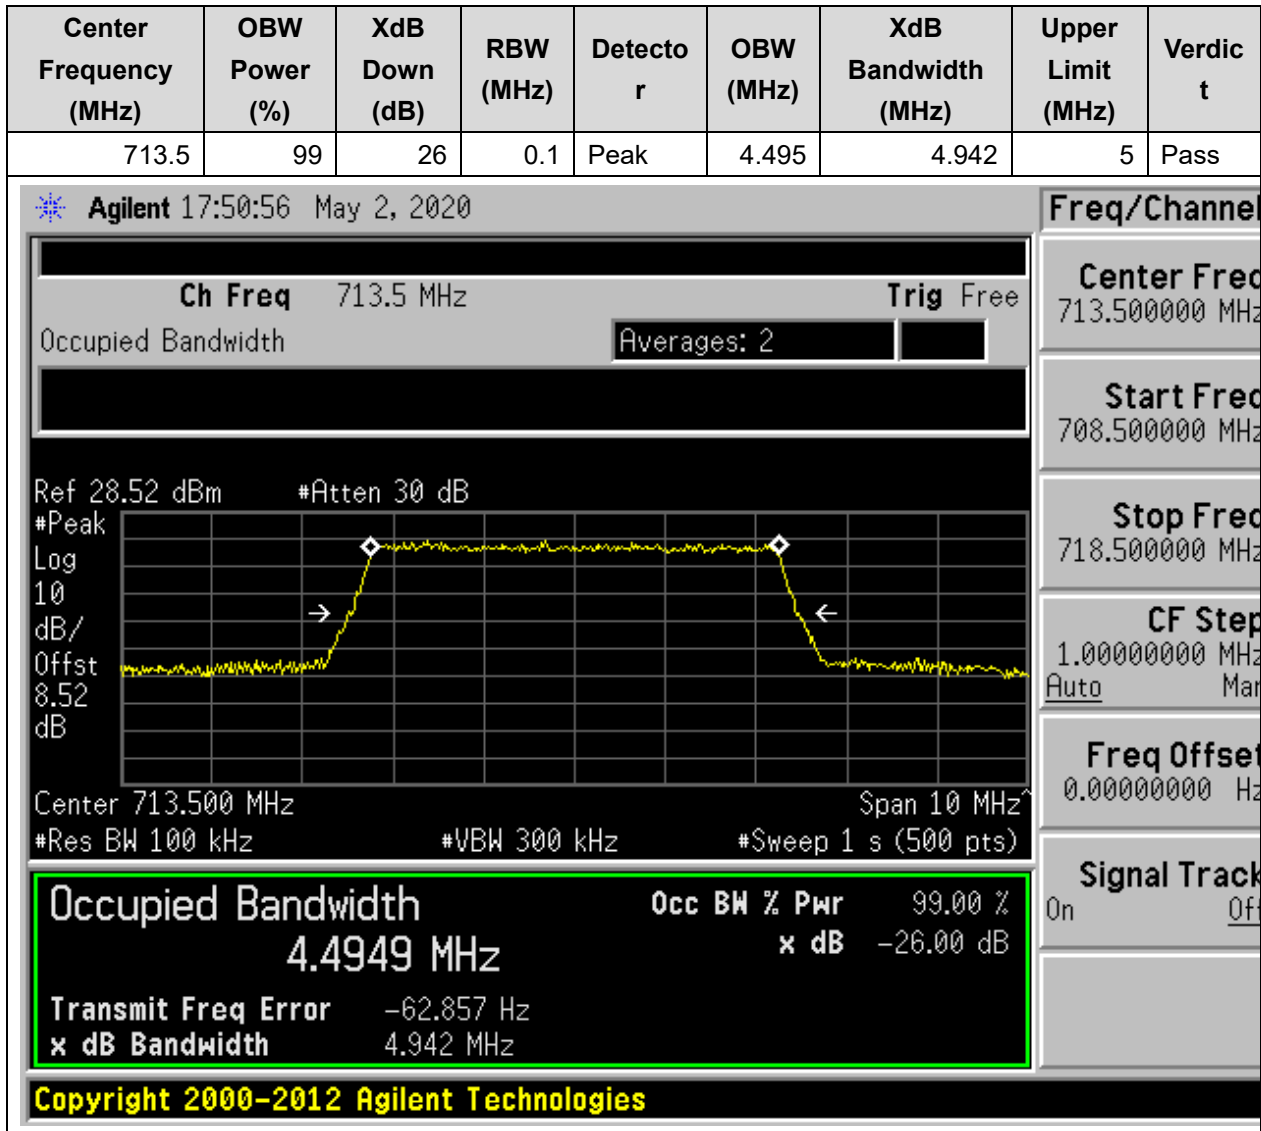 Center Frequency (MHz) OBW Power (%) XdB Down (dB) RBW (MHz) Detecto r OBW (MHz) XdB Bandwidth (MHz) Upper Limit (MHz) Verdic t
713.5 99 26 0.1 Peak 4.495 4.942 5 Pass
Agilent 17:50:56 May 2, 2020
Freq/Channel
Ch Freq 713.5 MHz Trig Free
Occupied Bandwidth Averages: 2
Center Freq
713.500000 MHz
Start Freq
708.500000 MHz
Stop Freq
718.500000 MHz
CF Step
1.00000000 MHz
Auto Man
Freq Offset
0.00000000 Hz
Signal Track
On Off
Ref 28.52 dBm #Atten 30 dB
#Peak
Log
10
dB/
Offst
8.52
dB
Center 713.500 MHz Span 10 MHz^
#Res BW 100 kHz #VBW 300 kHz #Sweep 1 s (500 pts)
Occupied Bandwidth Occ BW % Pwr 99.00 %
4.4949 MHz x dB -26.00 dB
Transmit Freq Error -62.857 Hz
x dB Bandwidth 4.942 MHz
Copyright 2000-2012 Agilent Technologies